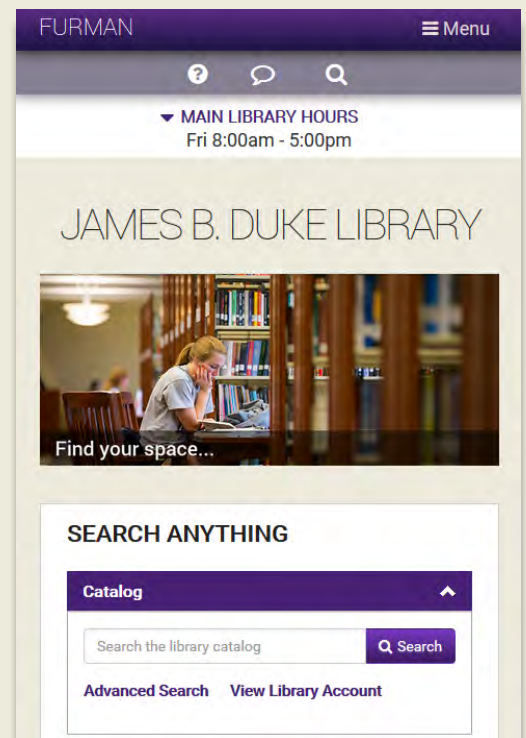 FURMAN
Menu
MAIN LIBRARY HOURS
Fri 8:00am - 5:00pm
JAMES B. DUKE LIBRARY
Find your space...
SEARCH ANYTHING
Catalog
Search the library catalog Search
Advanced Search View Library Account